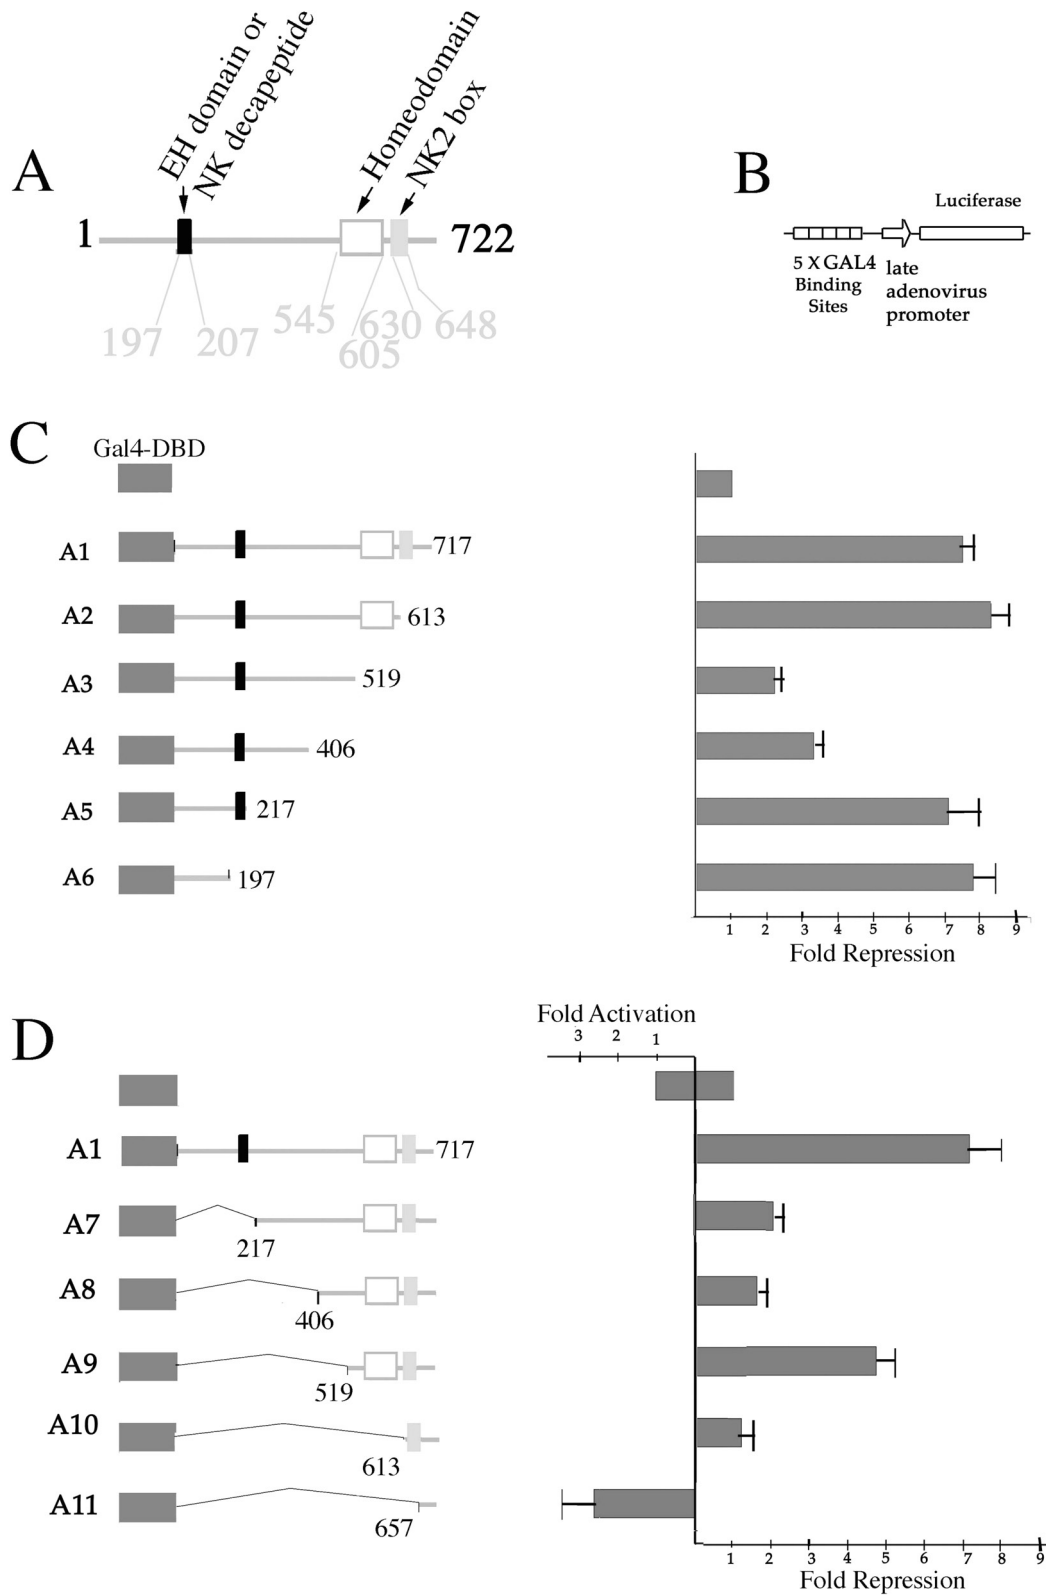 A
EH domain or
NK decapeptide
Homeodomain
NK2 box
1
722
197
207
545
605
630
648
B
Luciferase
5 X GAL4
Binding
Sites
late
adenovirus
promoter
C
Gal4-DBD
A1
717
A2
613
A3
519
A4
406
A5
217
A6
197
1 2 3 4 5 6 7 8 9
Fold Repression
D
Fold Activation
3 2 1
A1
717
A7
217
A8
406
A9
519
A10
613
A11
657
1 2 3 4 5 6 7 8 9
Fold Repression